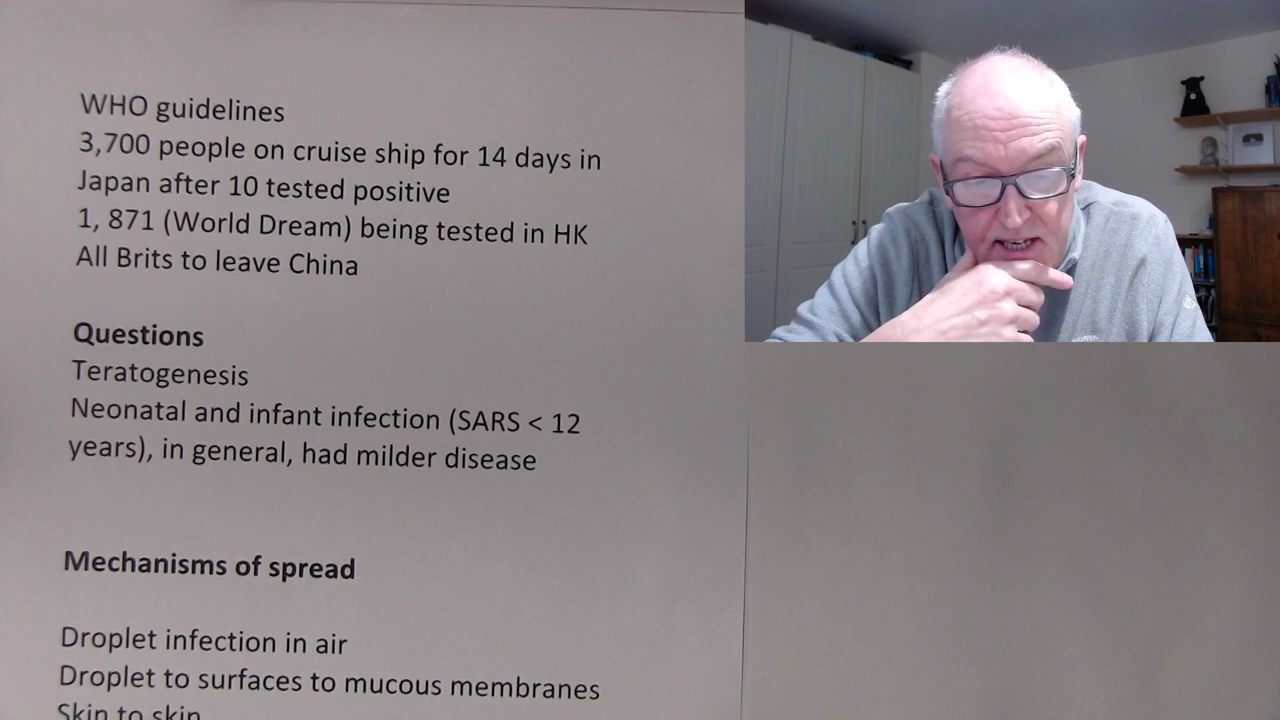 WHO guidelines
3,700 people on cruise ship for 14 days in
Japan after 10 tested positive
1, 871 (World Dream) being tested in HK
All Brits to leave China
Questions
Teratogenesis
Neonatal and infant infection (SARS < 12
years), in general, had milder disease
Mechanisms of spread
Droplet infection in air
Droplet to surfaces to mucous membranes
Skin to skin